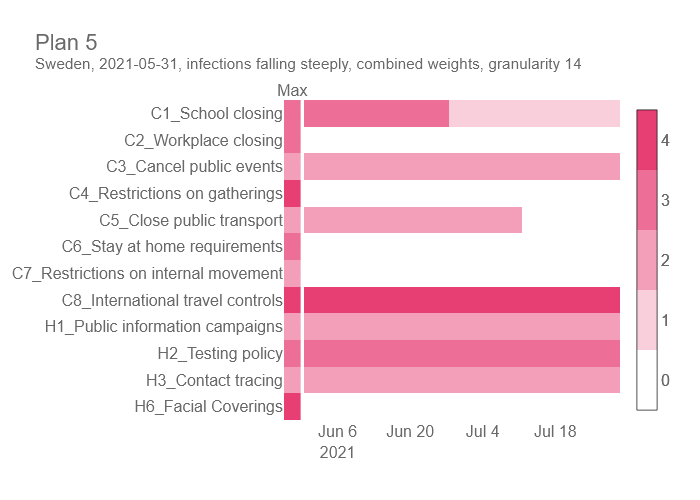 Plan 5
Sweden, 2021-05-31, infections falling steeply, combined weights, granularity 14
Max
C1_School closing
C2_Workplace closing
C3_Cancel public events
C4_Restrictions on gatherings
C5_Close public transport
C6_Stay at home requirements
C7_Restrictions on internal movement
C8_International travel controls
H1_Public information campaigns
H2_Testing policy
H3_Contact tracing
H6_Facial Coverings
4
3
2
1
0
Jun 6 Jun 20 Jul 4 Jul 18
2021